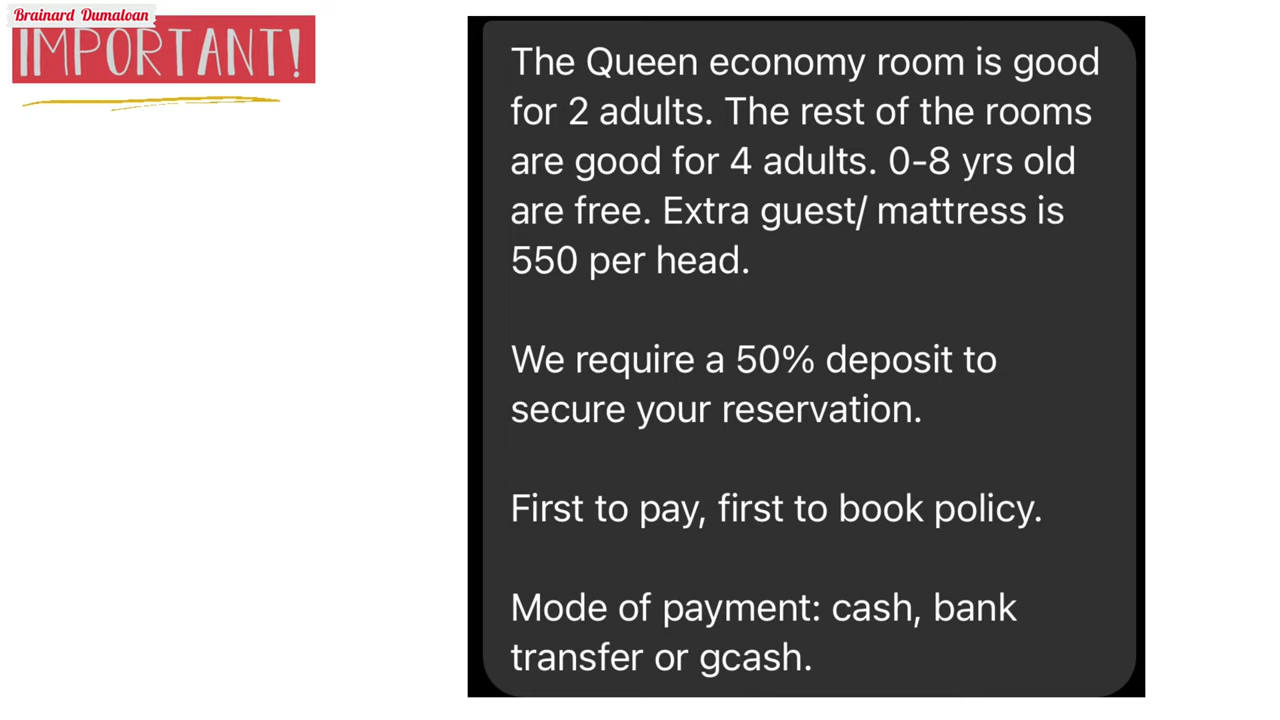 Brainard Dumaloan
IMPORTANT!
The Queen economy room is good
for 2 adults. The rest of the rooms
are good for 4 adults. 0-8 yrs old
are free. Extra guest/ mattress is
550 per head.
We require a 50% deposit to
secure your reservation.
First to pay, first to book policy.
Mode of payment: cash, bank
transfer or gcash.